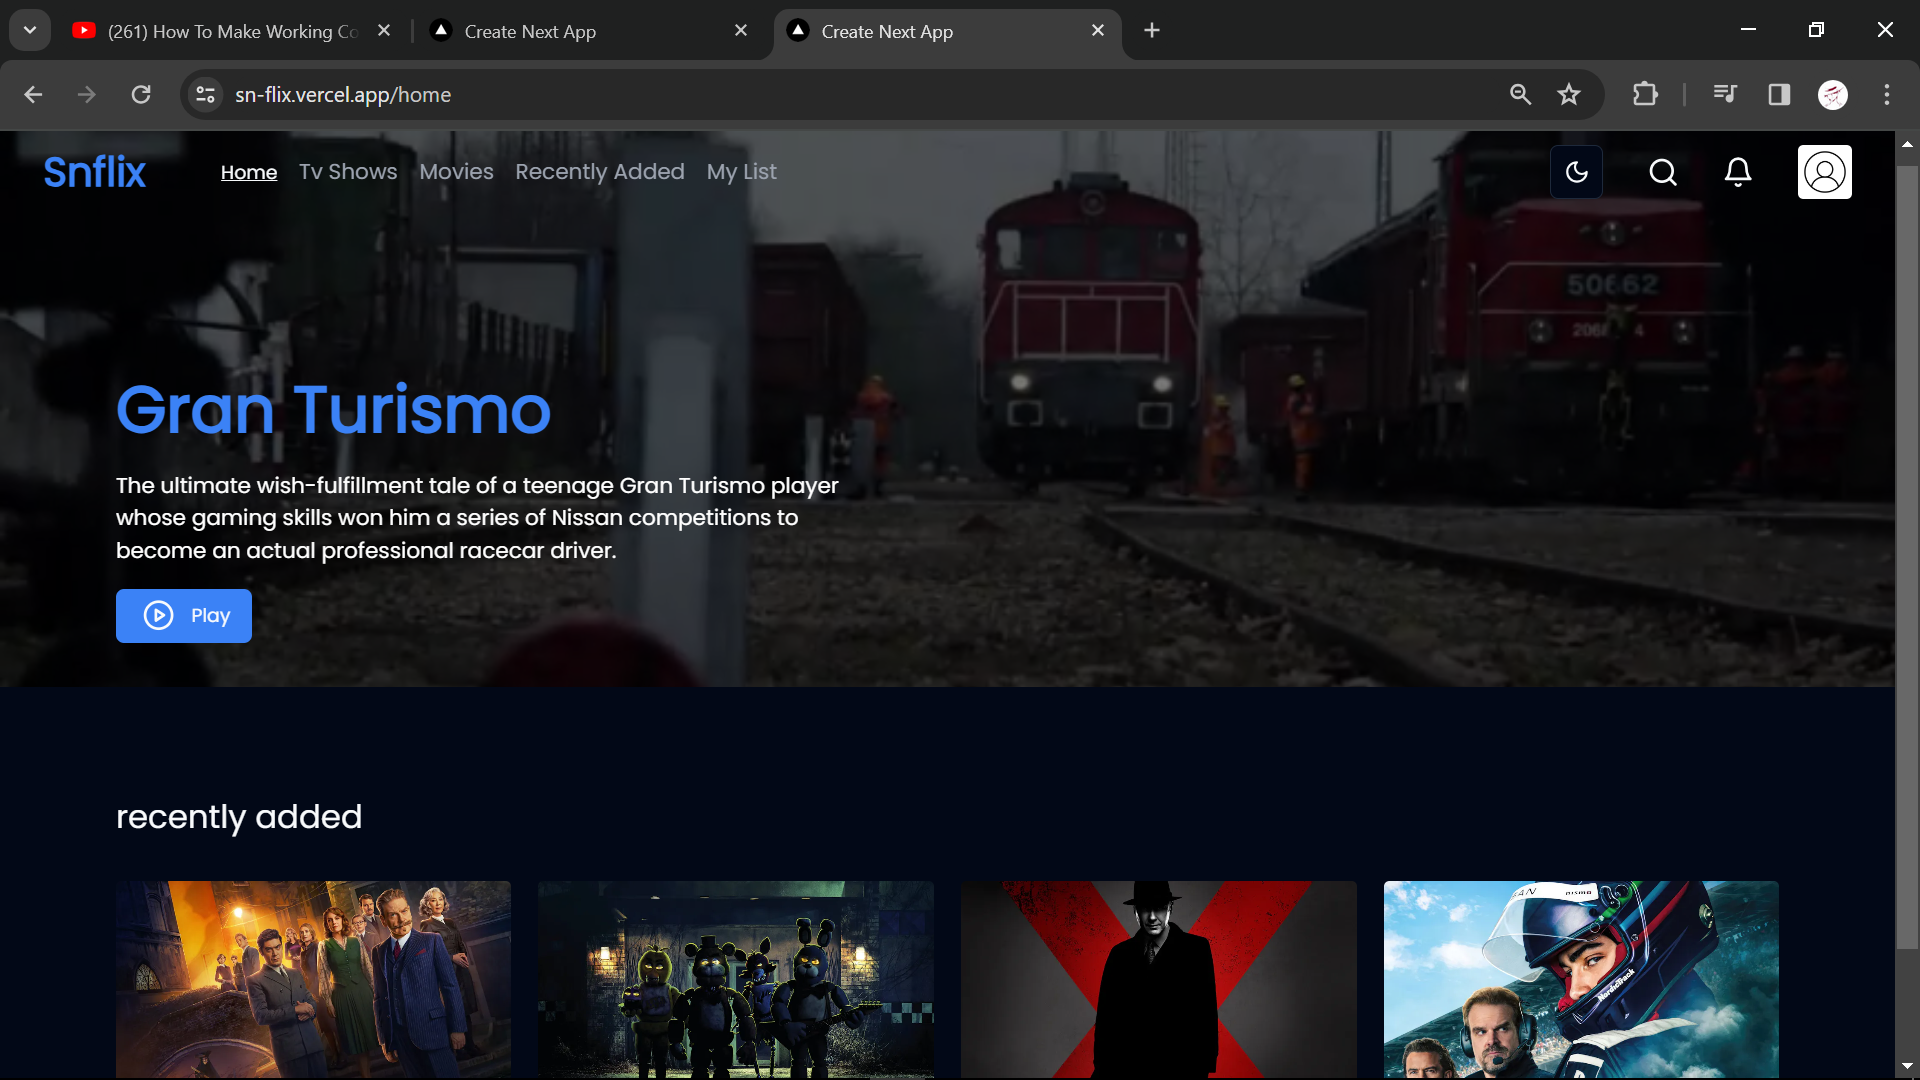 (261) How To Make Working Co
Create Next App
Create Next App
sn-flix.vercel.app/home
Snflix
Home
Tv Shows
Movies
Recently Added
My List
50662
Gran Turismo
The ultimate wish-fulfillment tale of a teenage Gran Turismo player
whose gaming skills won him a series of Nissan competitions to
become an actual professional racecar driver.
Play
recently added
nismo
NordicTrack